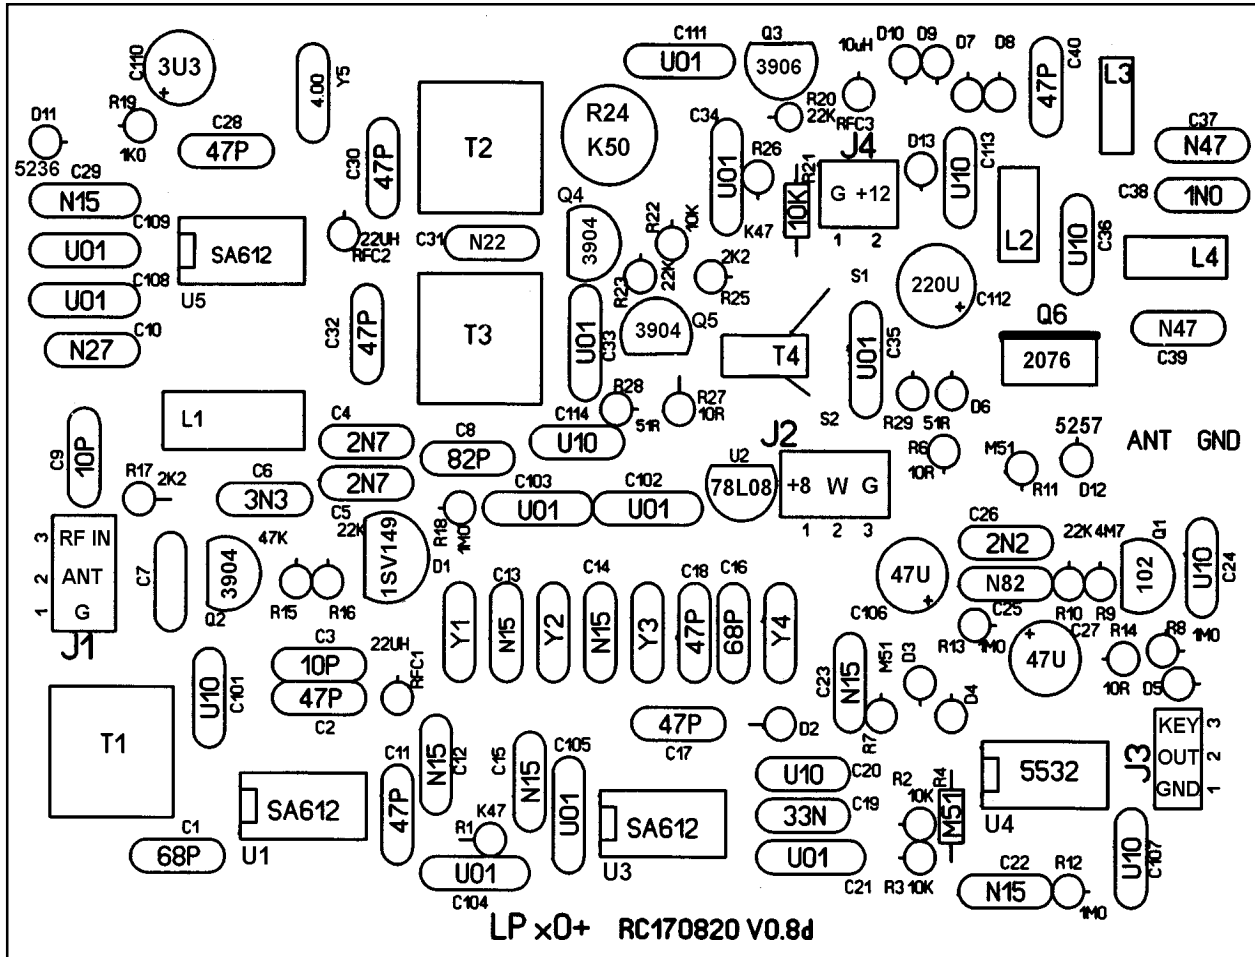 C110
3U3
+
R19
1K0
D11
5236
C28
47P
4.00
Y5
C29
N15
C109
U01
C108
U01
C10
N27
SA612
U5
C30
47P
22UH
RFC2
C32
47P
T2
C31
N22
T3
R24
K50
C111
U01
Q3
3906
10uH
RFC3
R20
22K
D10
D9
D7
D8
C40
47P
L3
C37
N47
C38
1N0
L4
N47
C39
C34
U01
R26
K47
R21
10K
J4
G +12
1 2
D13
C113
U10
L2
U10
C36
Q4
3904
R22
10K
R23
22K
2K2
R25
Q5
3904
U01
C33
S1
T4
S2
U01
C35
220U
+
C112
Q6
2076
R28
51R
R27
10R
R29
51R
D6
R6
10R
M51
R11
5257
D12
ANT GND
L1
C9
10P
R17
2K2
C4
2N7
2N7
C5
C6
3N3
C8
82P
C114
U10
C103
U01
C102
U01
U2
78L08
J2
+8 W G
1 2 3
R18
1M0
22K
1SV149
D1
3 RF IN
2 ANT
1 G
J1
C7
3904
Q2
47K
R15
R16
Y1
C13
N15
Y2
C14
N15
Y3
C18
47P
C16
68P
Y4
C26
2N2
N82
C25
22K
4M7
R10
R9
Q1
102
U10
C24
1M0
47U
+
C106
R13
1M0
C27
47U
+
R14
10R
R8
D5
C3
10P
47P
C2
22UH
RFC1
U10
C101
T1
C23
N15
M51
R7
D3
D4
47P
C17
D2
C11
47P
N15
C12
C15
N15
C105
U01
SA612
U1
C1
68P
K47
R1
U01
C104
SA612
U3
U10
C20
33N
C19
U01
C21
R2
10K
R3
10K
R4
M51
5532
U4
C22
N15
R12
1M0
U10
C107
J3
KEY 3
OUT 2
GND 1
LP x0+ RC170820 V0.8d